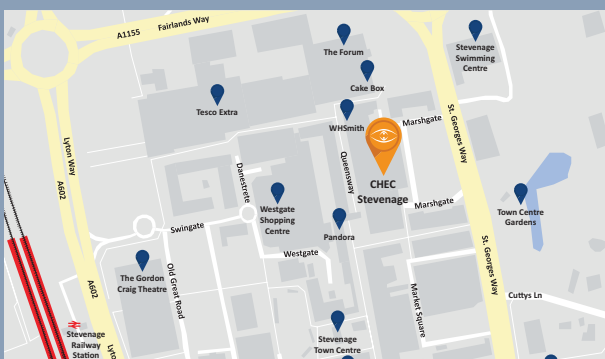 Fairlands Way
A1155
The Forum
Stevenage
Swimming
Centre
Cake Box
Tesco Extra
WHSmith
Marshgate
St. Georges Way
Lyton Way
A602
Queensway
Danestrete
CHEC
Stevenage
Marshgate
Westgate
Shopping
Centre
Pandora
Town Centre
Gardens
Swingate
Westgate
St. Georges Way
The Gordon
Craig Theatre
Old Great Road
A602
Market Square
Cuttys Ln
Stevenage
Railway
Station
Lyto
Stevenage
Town Centre